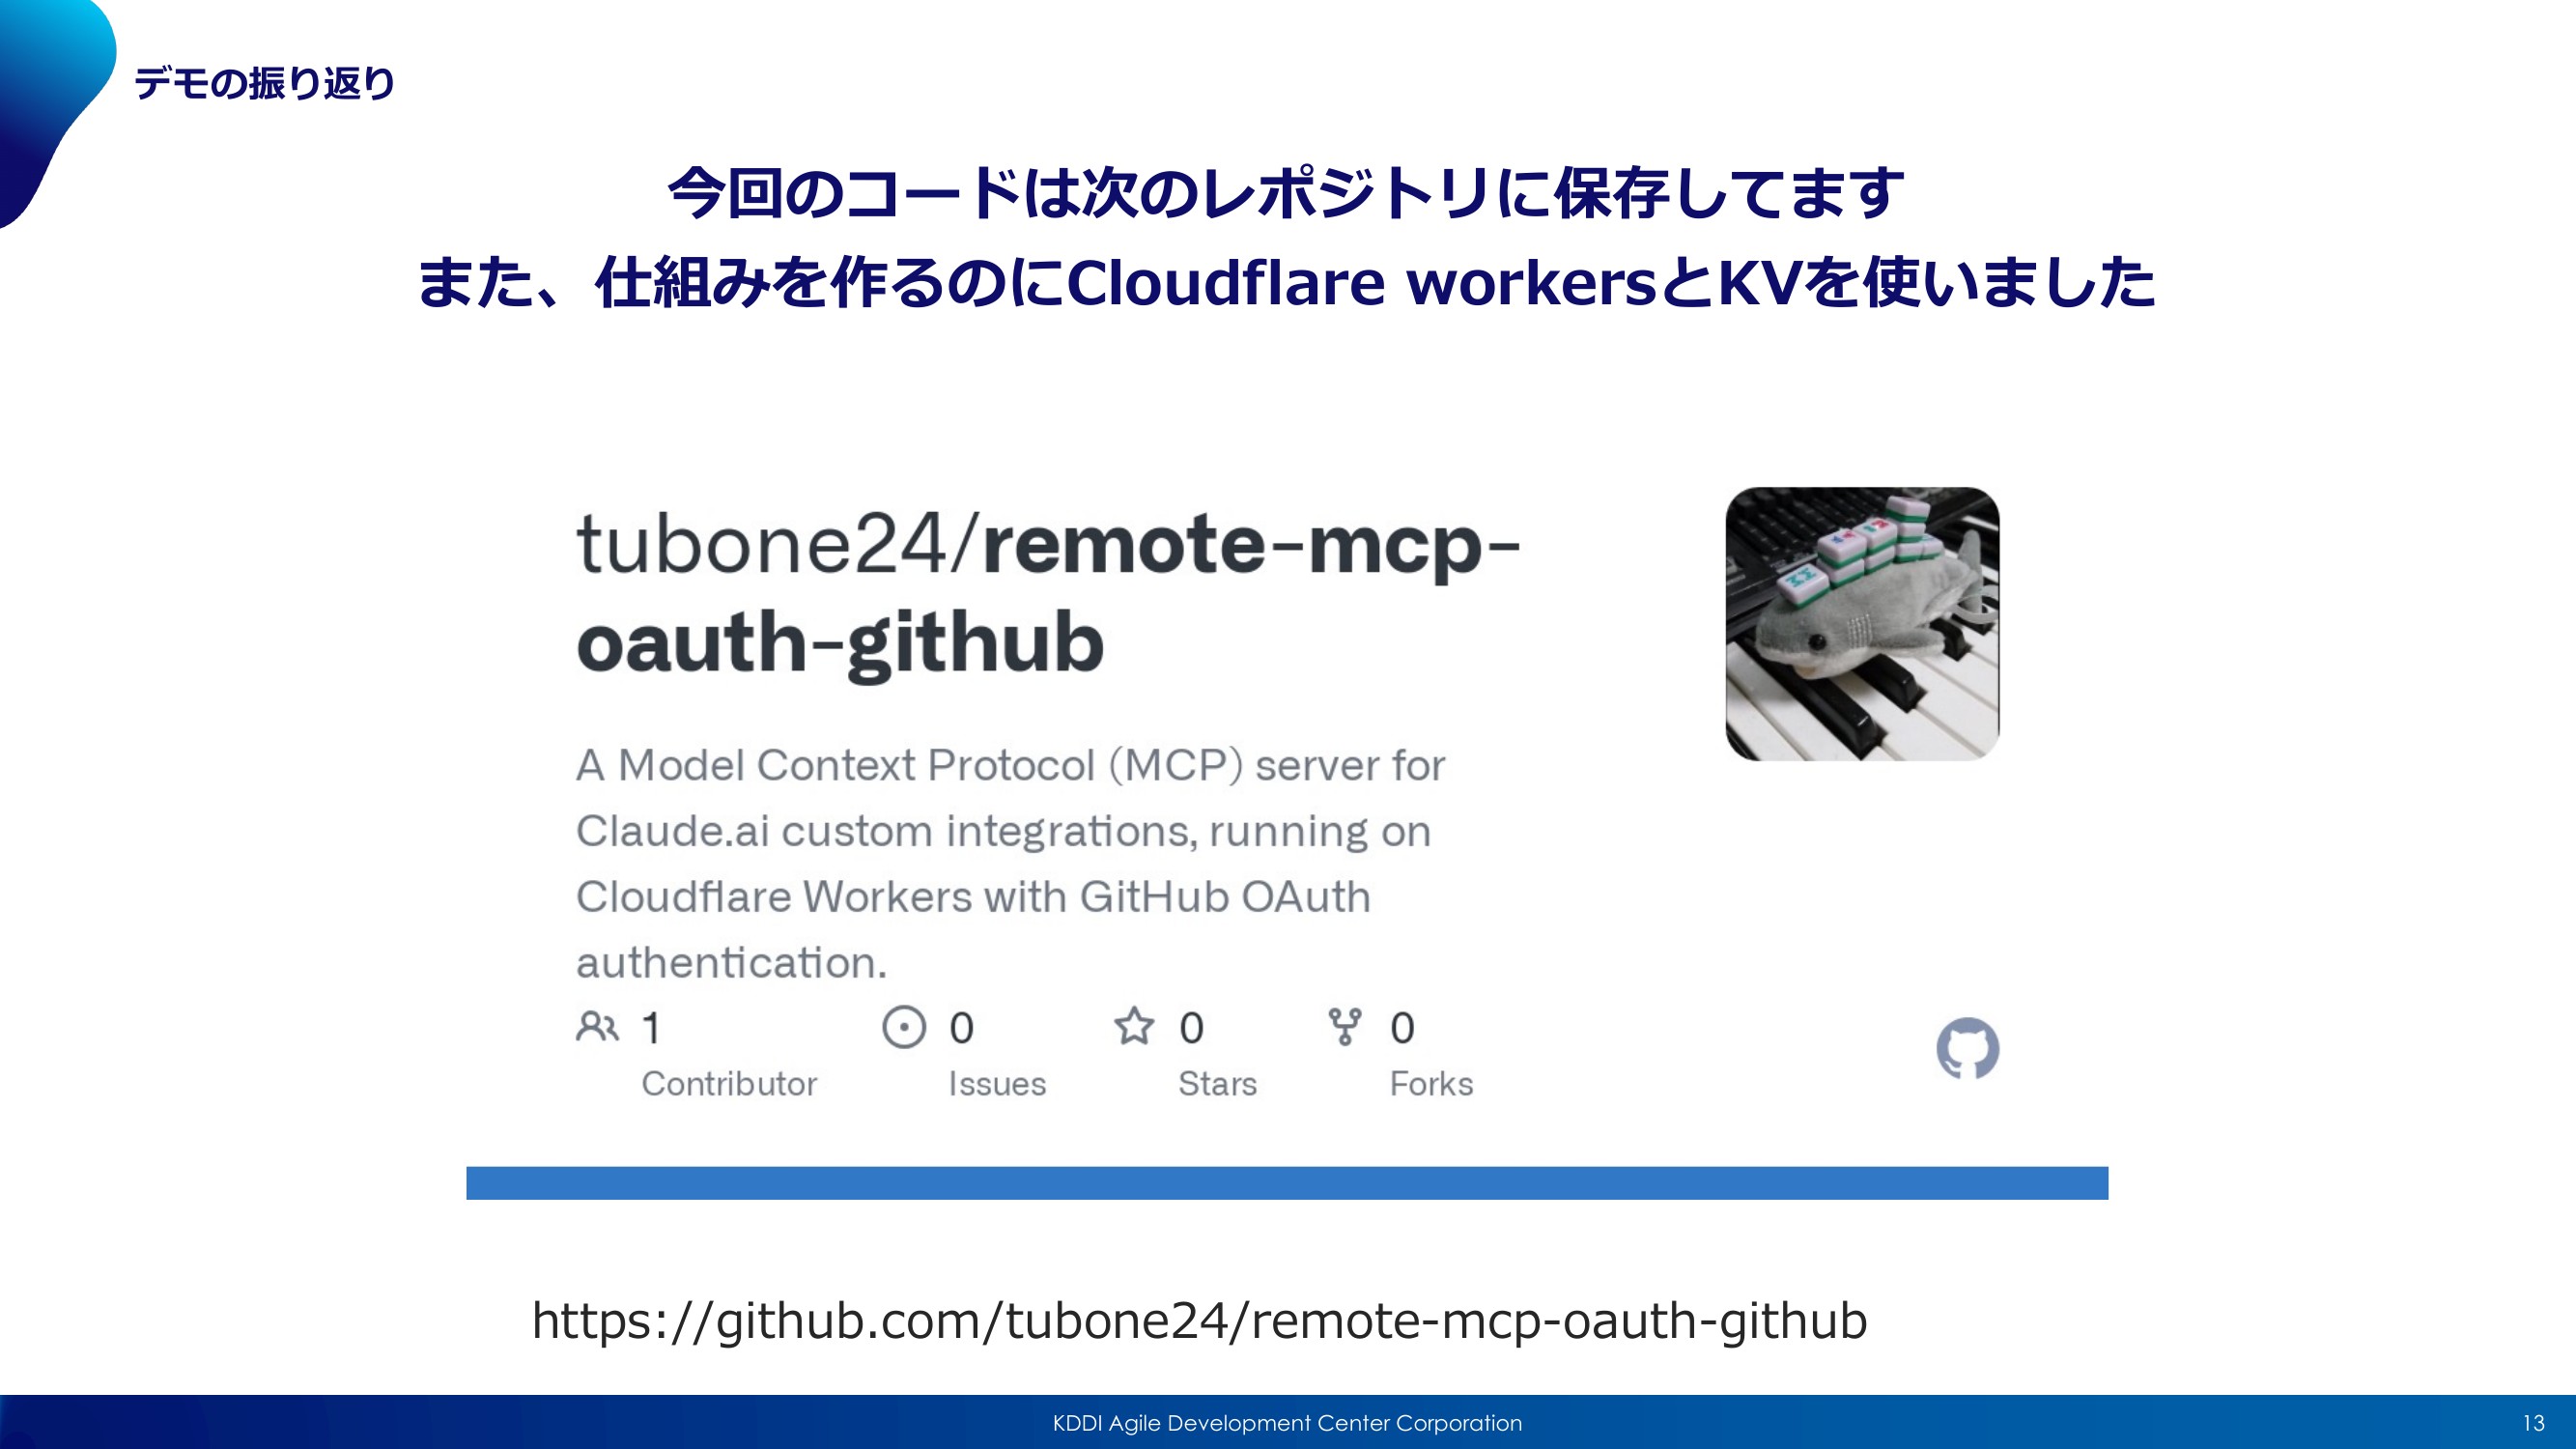 デモの振り返り
今回のコードは次のレポジトリに保存してます
また、仕組みを作るのにCloudflare workersとKVを使いました
tubone24/remote-mcp-
oauth-github
A Model Context Protocol (MCP) server for
Claude.ai custom integrations, running on
Cloudflare Workers with GitHub OAuth
authentication.
1 0 0 0
Contributor Issues Stars Forks
https://github.com/tubone24/remote-mcp-oauth-github
KDDI Agile Development Center Corporation 13